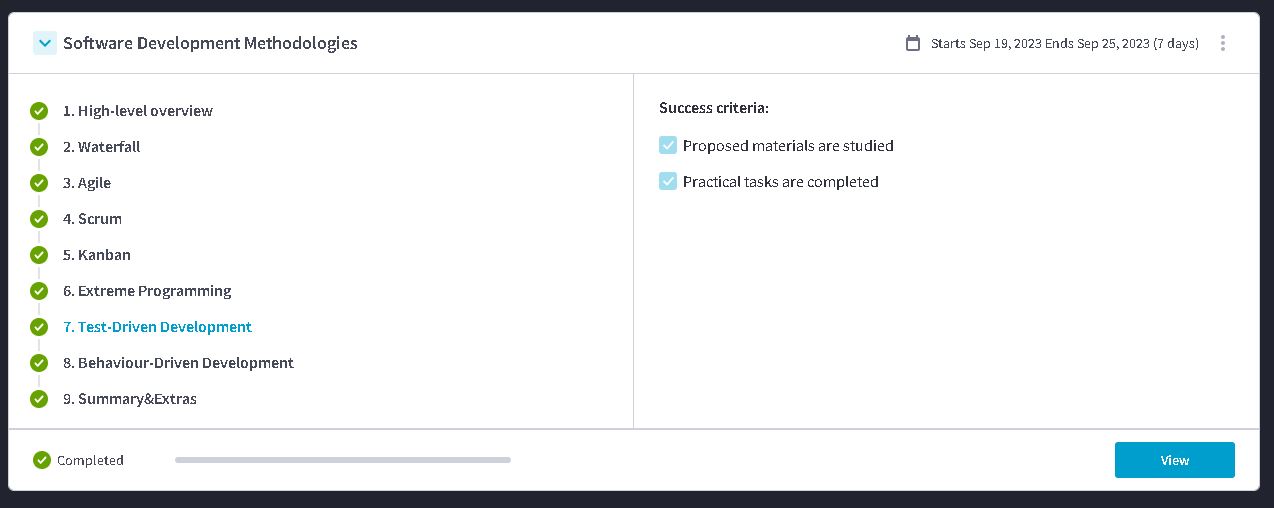 Software Development Methodologies
Starts Sep 19, 2023 Ends Sep 25, 2023 (7 days)
1. High-level overview
2. Waterfall
3. Agile
4. Scrum
5. Kanban
6. Extreme Programming
7. Test-Driven Development
8. Behaviour-Driven Development
9. Summary&Extras
Success criteria:
Proposed materials are studied
Practical tasks are completed
Completed
View